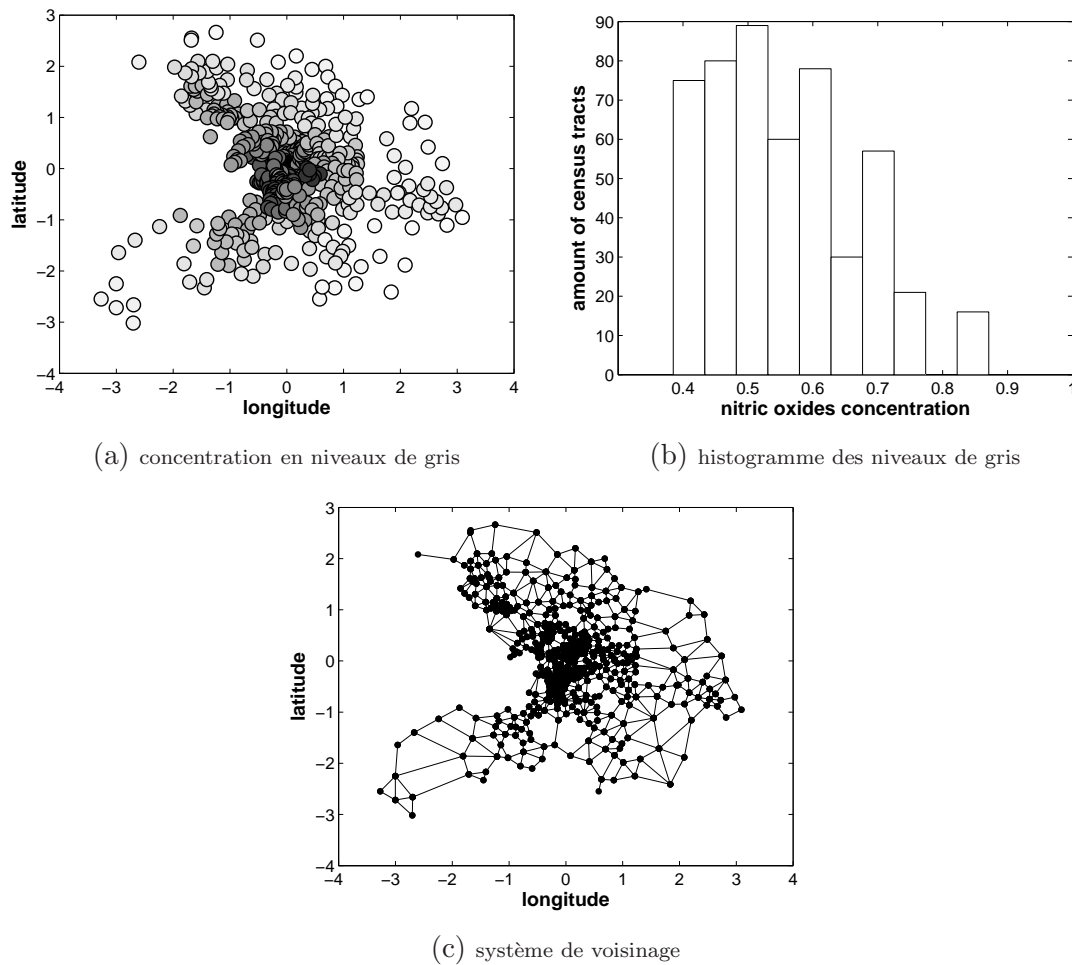 3
2
1
0
−1
−2
−3
−4
−4 −3 −2 −1 0 1 2 3 4
latitude
longitude
90
80
70
60
50
40
30
20
10
0
0.4 0.5 0.6 0.7 0.8 0.9 1
amount of census tracts
nitric oxides concentration
(a) concentration en niveaux de gris
(b) histogramme des niveaux de gris
3
2
1
0
−1
−2
−3
−4
−4 −3 −2 −1 0 1 2 3 4
latitude
longitude
(c) système de voisinage